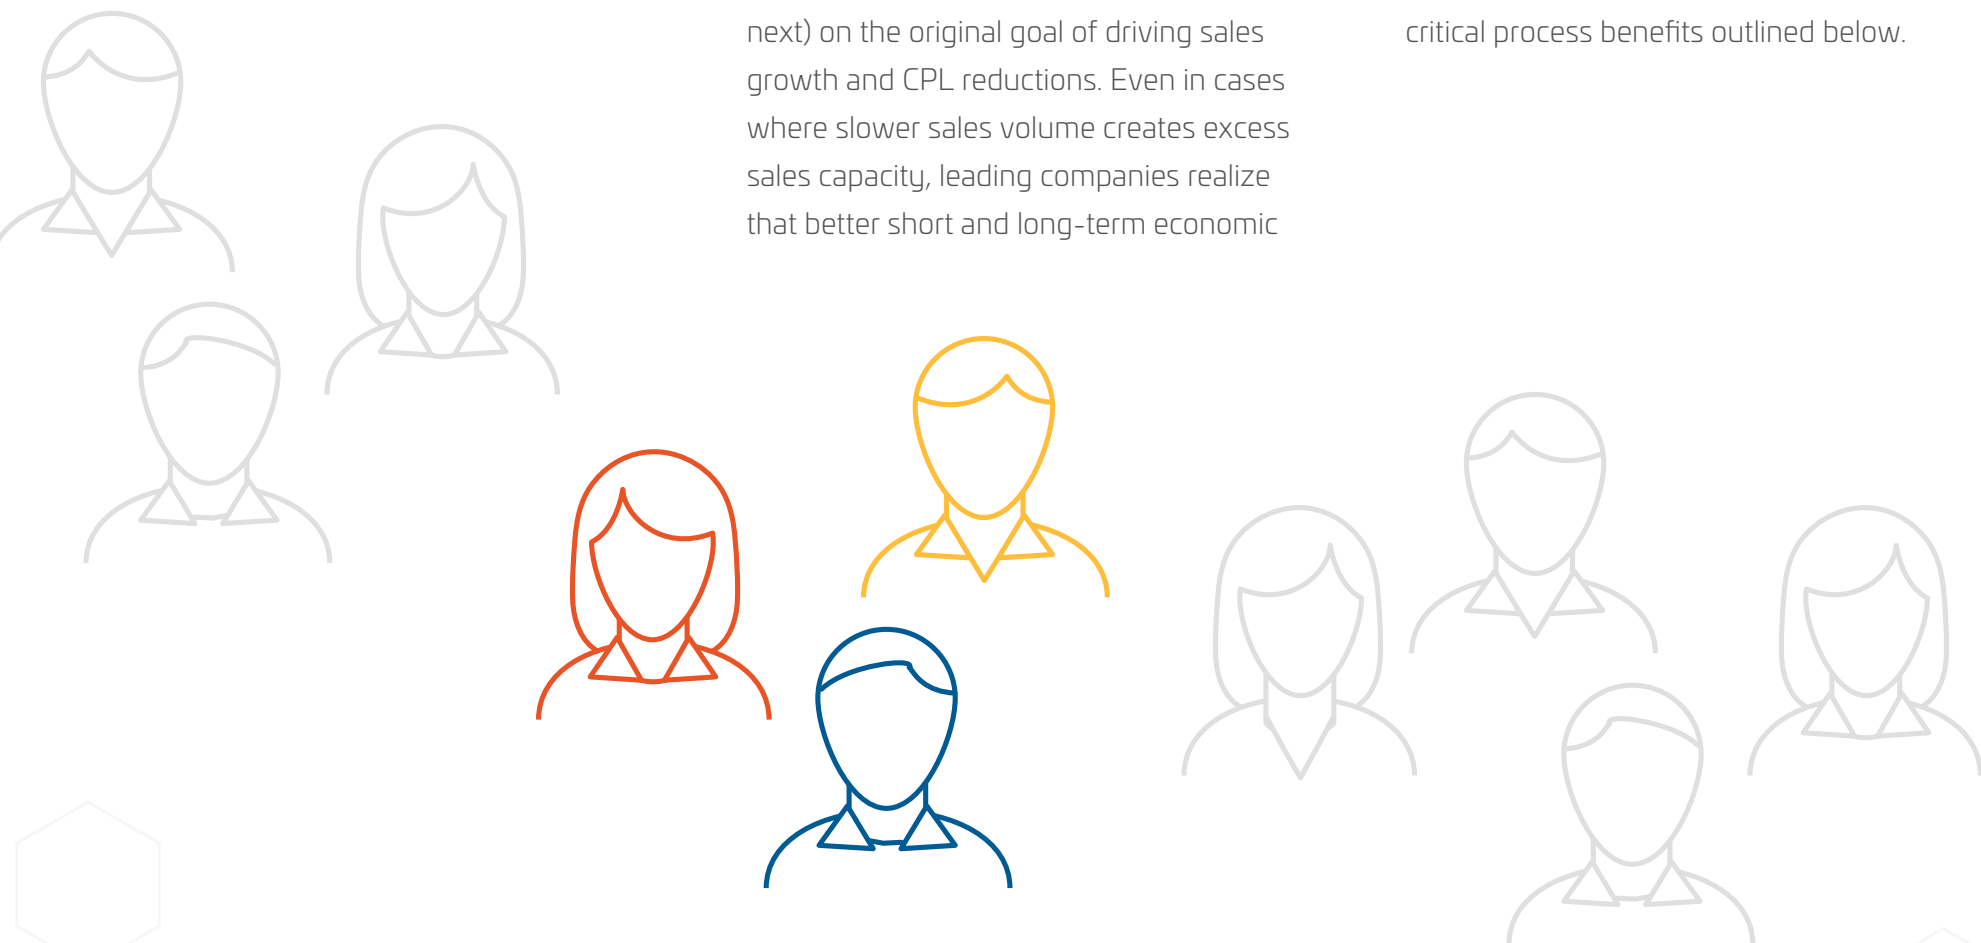 next) on the original goal of driving sales
growth and CPL reductions. Even in cases
where slower sales volume creates excess
sales capacity, leading companies realize
that better short and long-term economic
critical process benefits outlined below.